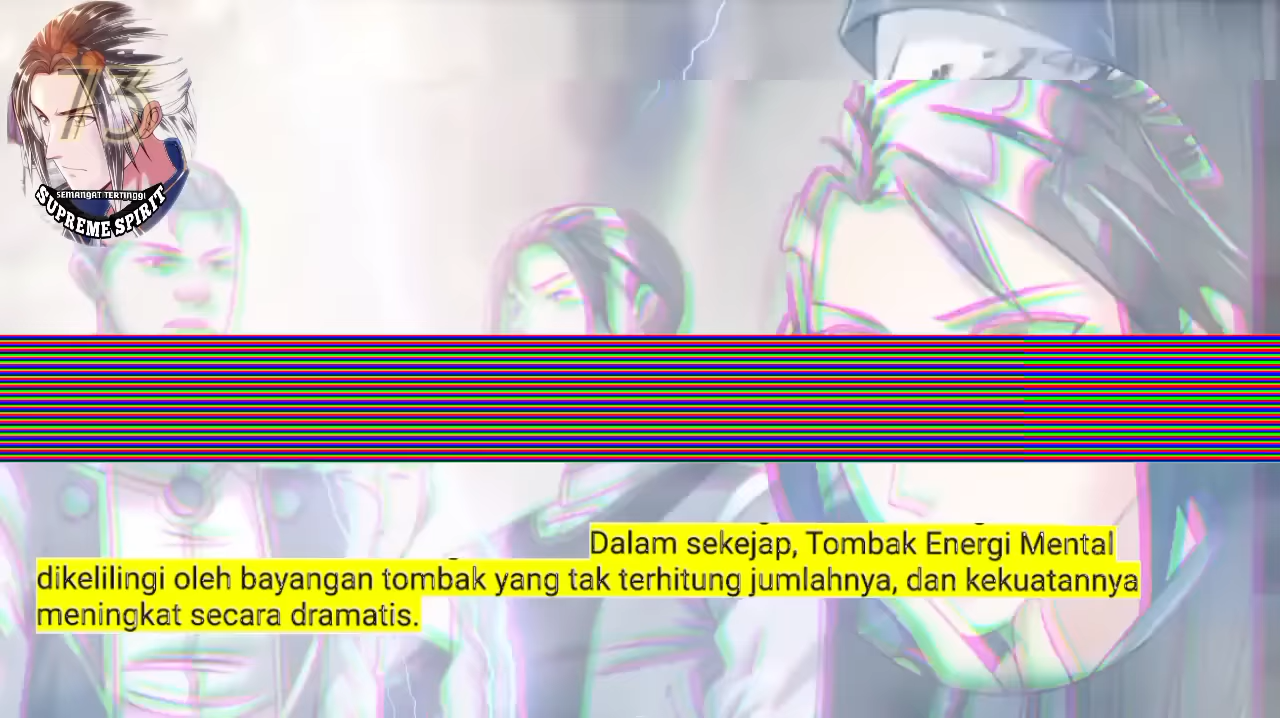 73
SEMANGAT TERTINGGI
SUPREME SPIRIT
Dalam sekejap, Tombak Energi Mental
dikelilingi oleh bayangan tombak yang tak terhitung jumlahnya, dan kekuatannya
meningkat secara dramatis.